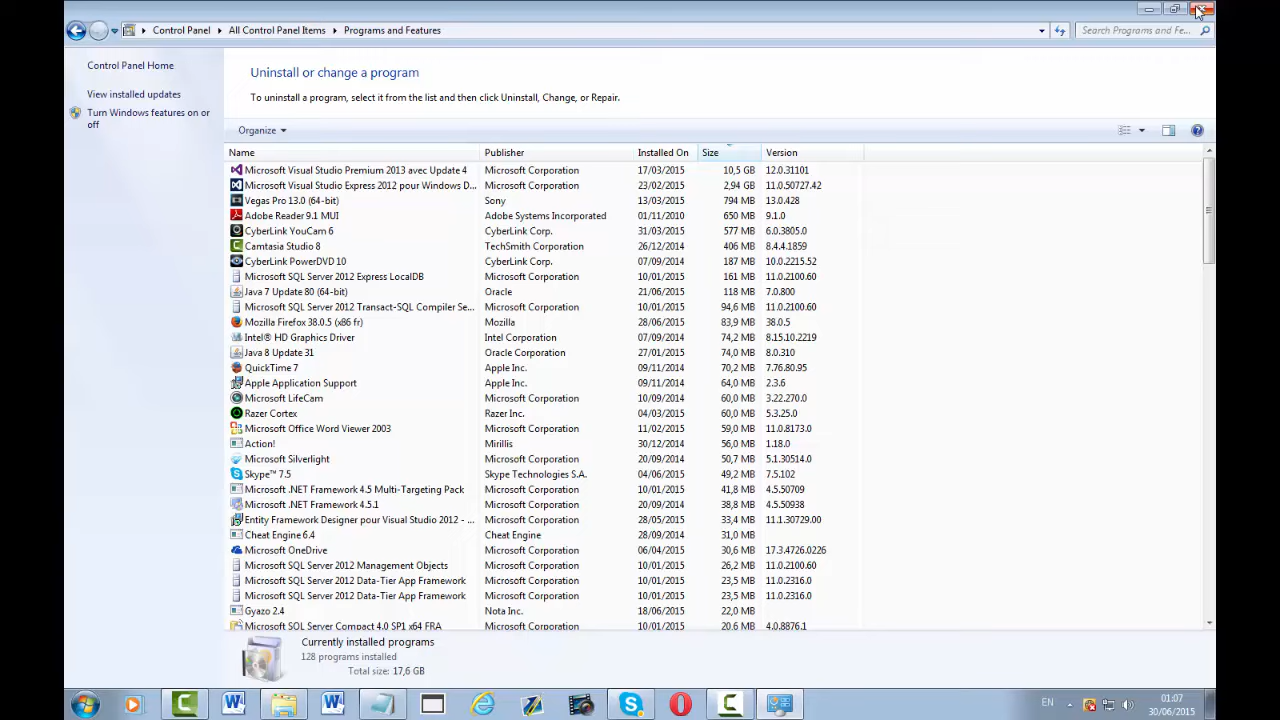 Control Panel All Control Panel Items Programs and Features Search Programs and Fe...
Control Panel Home
View installed updates
Turn Windows features on or
off
Uninstall or change a program
To uninstall a program, select it from the list and then click Uninstall, Change, or Repair.
Organize
Name Publisher Installed On Size Version
Microsoft Visual Studio Premium 2013 avec Update 4 Microsoft Corporation 17/03/2015 10,5 GB 12.0.31101
Microsoft Visual Studio Express 2012 pour Windows D... Microsoft Corporation 23/02/2015 2,94 GB 11.0.50727.42
Vegas Pro 13.0 (64-bit) Sony 13/03/2015 794 MB 13.0.428
Adobe Reader 9.1 MUI Adobe Systems Incorporated 01/11/2010 650 MB 9.1.0
CyberLink YouCam 6 CyberLink Corp. 31/03/2015 577 MB 6.0.3805.0
Camtasia Studio 8 TechSmith Corporation 26/12/2014 406 MB 8.4.4.1859
CyberLink PowerDVD 10 CyberLink Corp. 07/09/2014 187 MB 10.0.2215.52
Microsoft SQL Server 2012 Express LocalDB Microsoft Corporation 10/01/2015 161 MB 11.0.2100.60
Java 7 Update 80 (64-bit) Oracle 21/06/2015 118 MB 7.0.800
Microsoft SQL Server 2012 Transact-SQL Compiler Se... Microsoft Corporation 10/01/2015 94,6 MB 11.0.2100.60
Mozilla Firefox 38.0.5 (x86 fr) Mozilla 28/06/2015 83,9 MB 38.0.5
Intel® HD Graphics Driver Intel Corporation 07/09/2014 74,2 MB 8.15.10.2219
Java 8 Update 31 Oracle Corporation 27/01/2015 74,0 MB 8.0.310
QuickTime 7 Apple Inc. 09/11/2014 70,2 MB 7.76.80.95
Apple Application Support Apple Inc. 09/11/2014 64,0 MB 2.3.6
Microsoft LifeCam Microsoft Corporation 10/09/2014 60,0 MB 3.22.270.0
Razer Cortex Razer Inc. 04/03/2015 60,0 MB 5.3.25.0
Microsoft Office Word Viewer 2003 Microsoft Corporation 11/02/2015 59,0 MB 11.0.8173.0
Action! Mirillis 30/12/2014 56,0 MB 1.18.0
Microsoft Silverlight Microsoft Corporation 20/09/2014 50,7 MB 5.1.30514.0
Skype™ 7.5 Skype Technologies S.A. 04/06/2015 49,2 MB 7.5.102
Microsoft .NET Framework 4.5 Multi-Targeting Pack Microsoft Corporation 10/01/2015 41,8 MB 4.5.50709
Microsoft .NET Framework 4.5.1 Microsoft Corporation 20/09/2014 38,8 MB 4.5.50938
Entity Framework Designer pour Visual Studio 2012 - ... Microsoft Corporation 28/05/2015 33,4 MB 11.1.30729.00
Cheat Engine 6.4 Cheat Engine 28/09/2014 31,0 MB
Microsoft OneDrive Microsoft Corporation 06/04/2015 30,6 MB 17.3.4726.0226
Microsoft SQL Server 2012 Management Objects Microsoft Corporation 10/01/2015 26,2 MB 11.0.2100.60
Microsoft SQL Server 2012 Data-Tier App Framework Microsoft Corporation 10/01/2015 23,5 MB 11.0.2316.0
Microsoft SQL Server 2012 Data-Tier App Framework Microsoft Corporation 10/01/2015 23,5 MB 11.0.2316.0
Gyazo 2.4 Nota Inc. 18/06/2015 22,0 MB
Microsoft SQL Server Compact 4.0 SP1 x64 FRA Microsoft Corporation 10/01/2015 20,6 MB 4.0.8876.1
Currently installed programs
128 programs installed
Total size: 17,6 GB
EN 01:07
30/06/2015